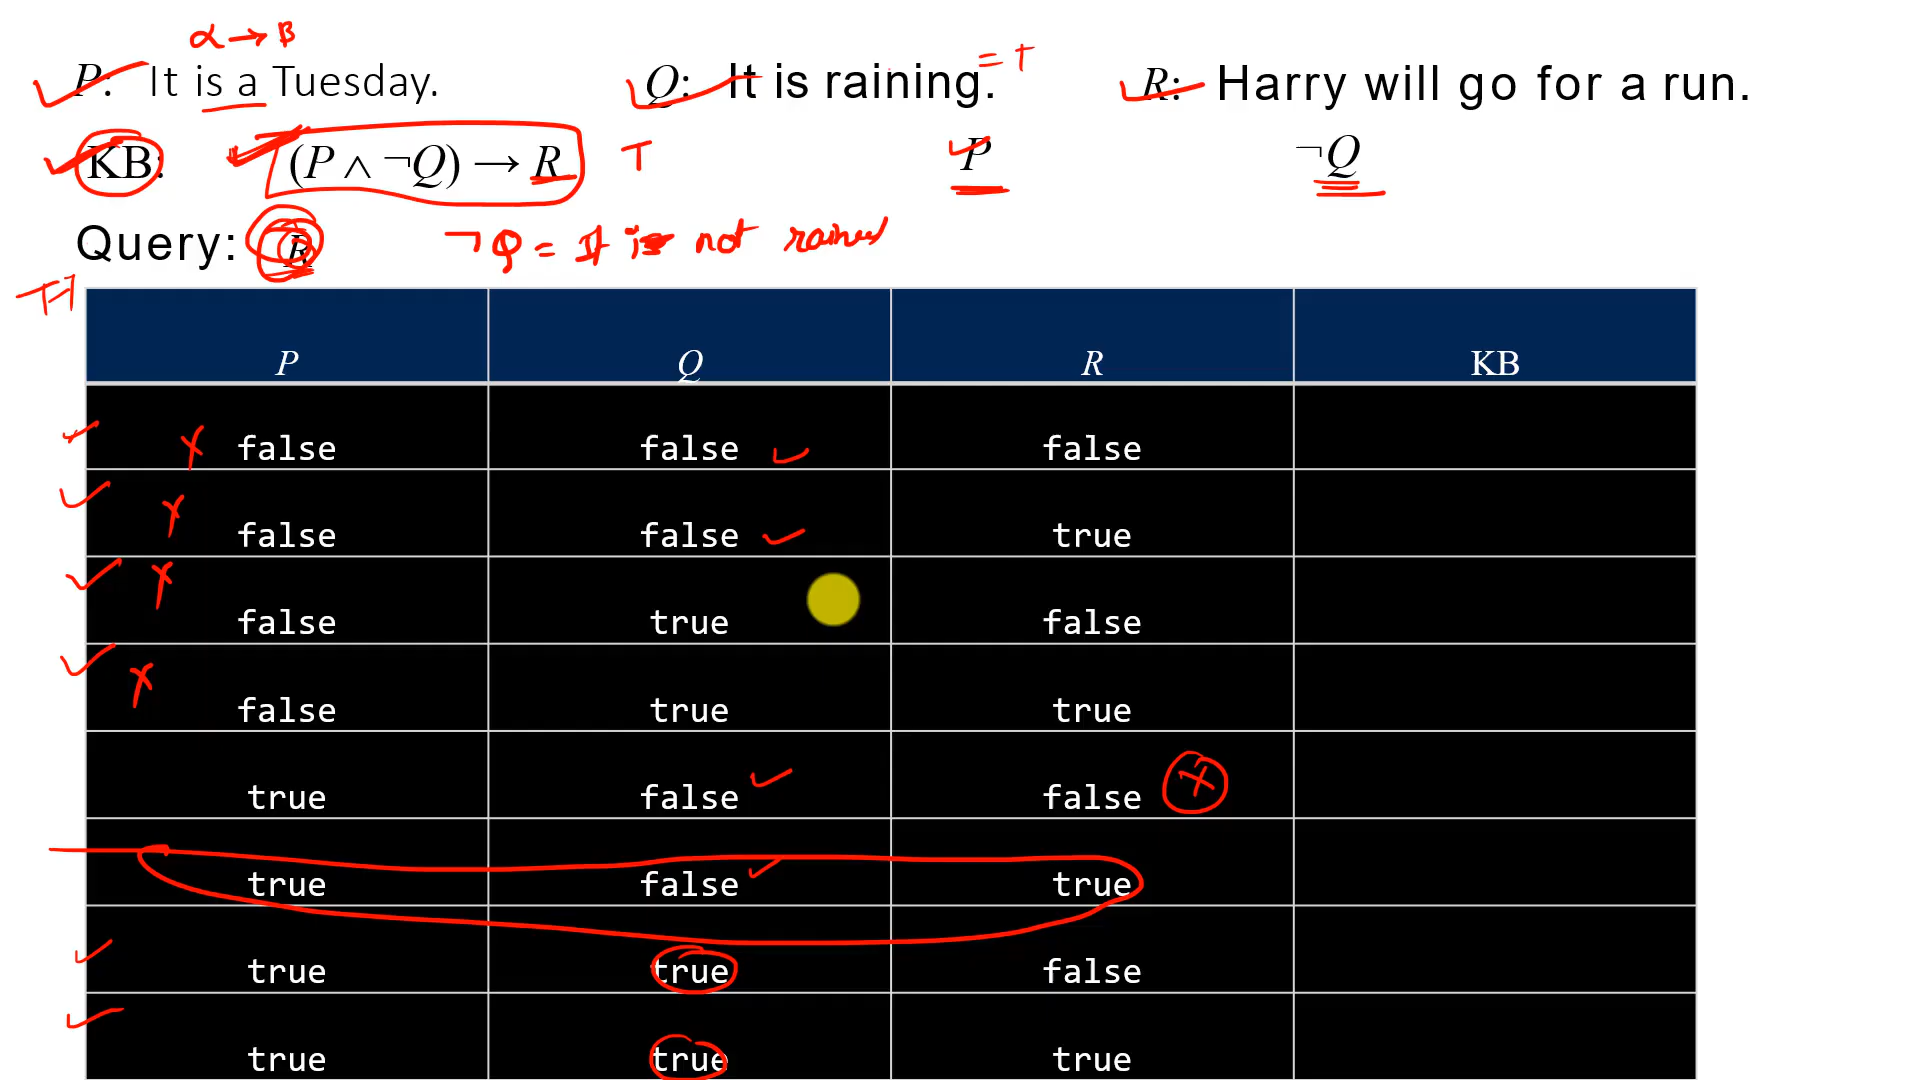 α → B
P: It is a Tuesday. Q: It is raining. = T R: Harry will go for a run.
KB: (P ∧ ¬Q) → R T P ¬Q
Query: R ¬Q = It is not
P Q R KB
false false false
false false true
false true false
false true true
true false false
true false true
true true false
true true true